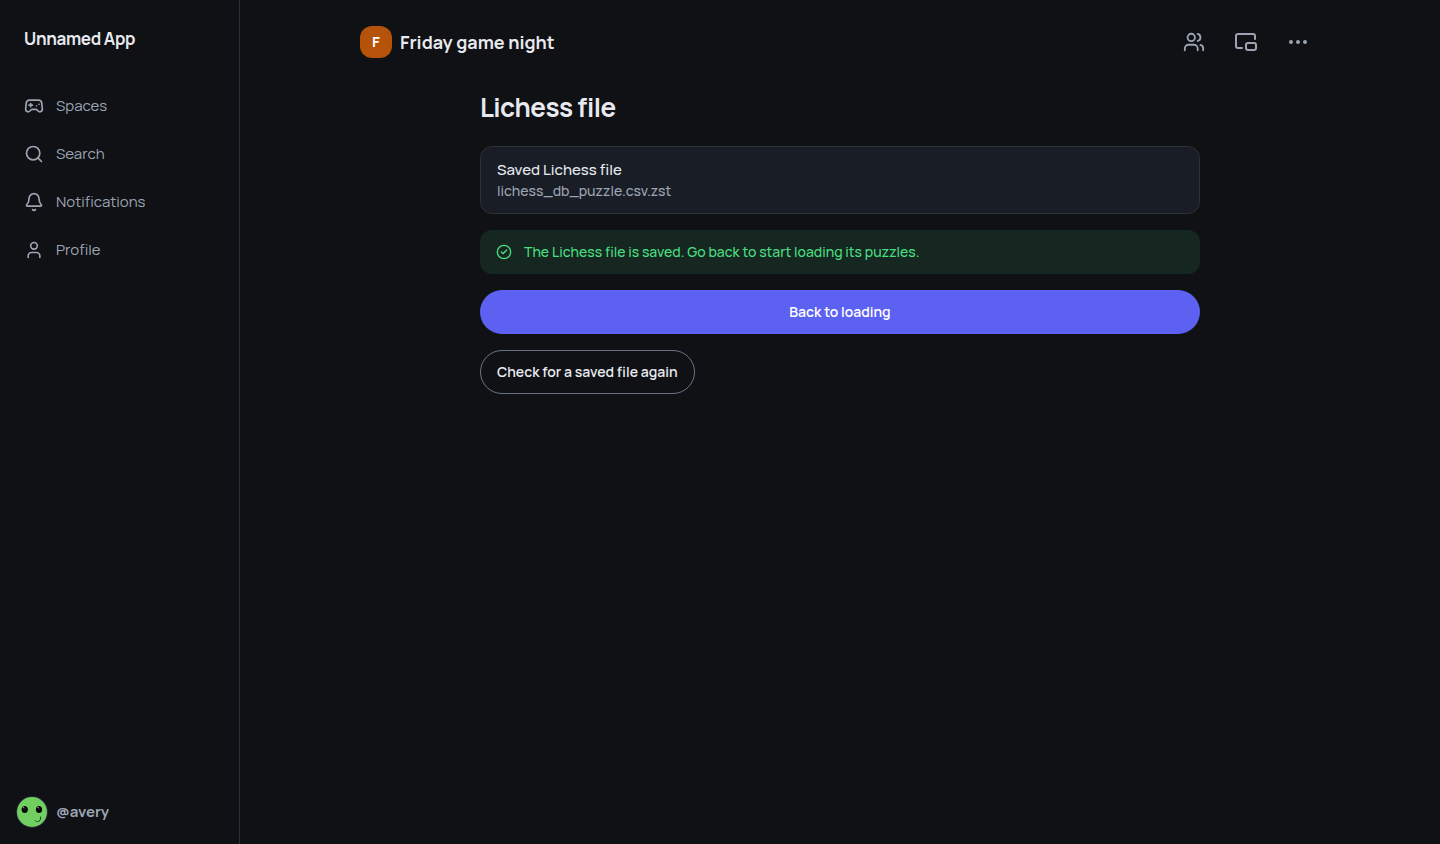 Unnamed App
Spaces
Search
Notifications
Profile
@avery
F
Friday game night
Lichess file
Saved Lichess file
lichess_db_puzzle.csv.zst
The Lichess file is saved. Go back to start loading its puzzles.
Back to loading
Check for a saved file again